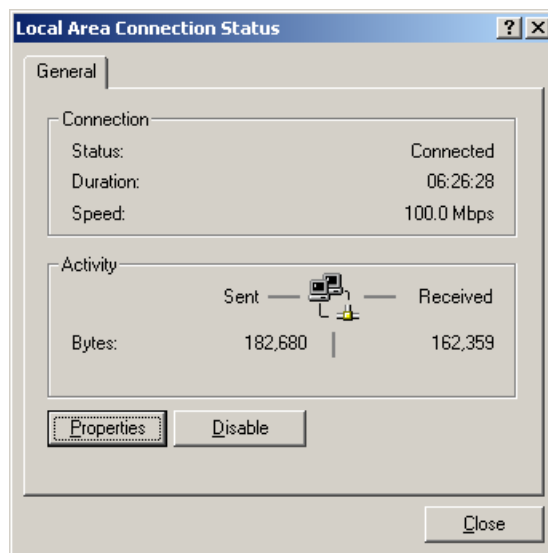 Local Area Connection Status
General
Connection
Status: Connected
Duration: 06:26:28
Speed: 100.0 Mbps
Activity
Sent Received
Bytes: 182,680 162,359
Properties Disable
Close